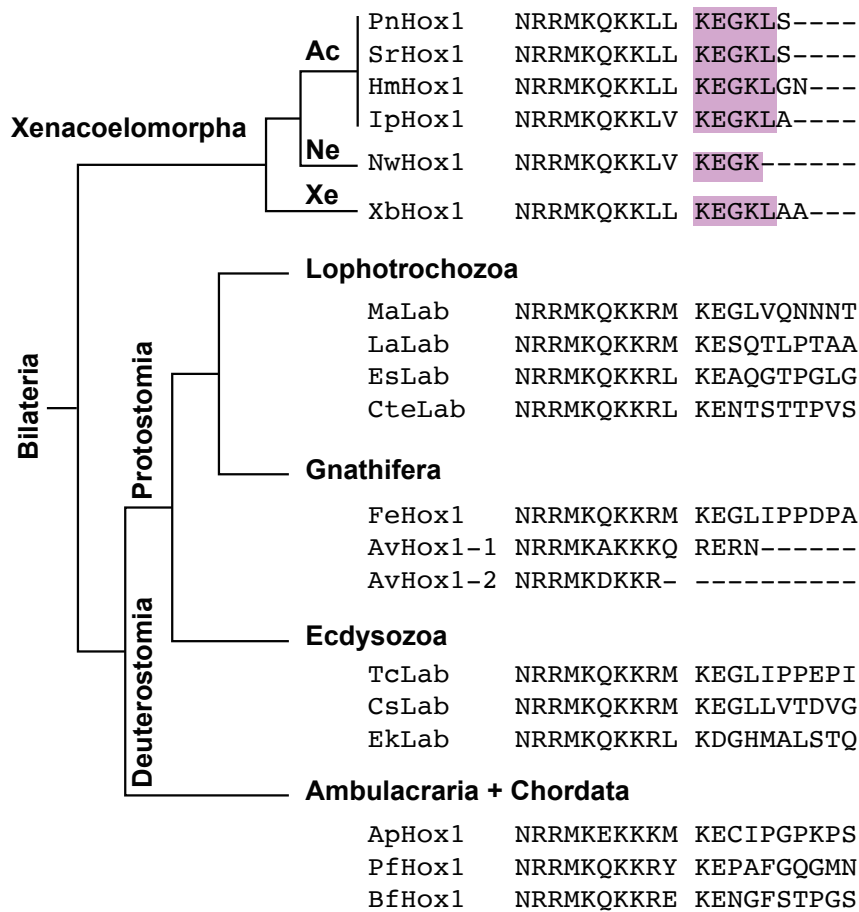 PnHox1 NRRMKQKKLL KEGKLS----
SrHox1 NRRMKQKKLL KEGKLS----
Ac
HmHox1 NRRMKQKKLL KEGKLGN---
Xenacoelomorpha
IpHox1 NRRMKQKKLV KEGKLA----
Ne
NwHox1 NRRMKQKKLV KEGK------
Xe
XbHox1 NRRMKQKKLL KEGKLAA---
Lophotrochozoa
MaLab NRRMKQKKRM KEGLVQNNNT
LaLab NRRMKQKKRM KESQTLPTAA
EsLab NRRMKQKKRL KEAQGTPGLG
CteLab NRRMKQKKRL KENTSTTPVS
Bilateria
Protostomia
Gnathifera
FeHox1 NRRMKQKKRM KEGLIPPDPA
AvHox1-1 NRRMKAKKKQ RERN------
AvHox1-2 NRRMKDKKR- ----------
Deuterostomia
Ecdysozoa
TcLab NRRMKQKKRM KEGLIPPEPI
CsLab NRRMKQKKRM KEGLLVTDVG
EkLab NRRMKQKKRL KDGHMALSTQ
Ambulacraria + Chordata
ApHox1 NRRMKEKKKM KECIPGPKPS
PfHox1 NRRMKQKKRY KEPAFGQGMN
BfHox1 NRRMKQKKRE KENGFSTPGS